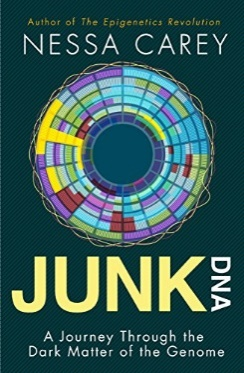 Author of The Epigenetics Revolution
NESSA CAREY
JUNK DNA
A Journey Through the
Dark Matter of the Genome